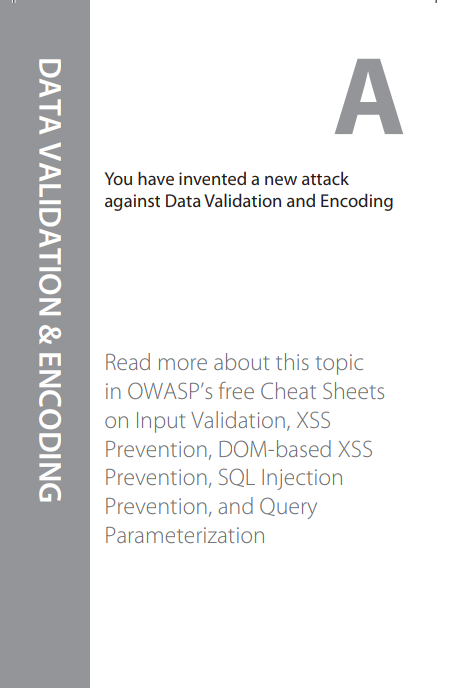 DATA VALIDATION & ENCODING
A
You have invented a new attack
against Data Validation and Encoding
Read more about this topic
in OWASP’s free Cheat Sheets
on Input Validation, XSS
Prevention, DOM-based XSS
Prevention, SQL Injection
Prevention, and Query
Parameterization